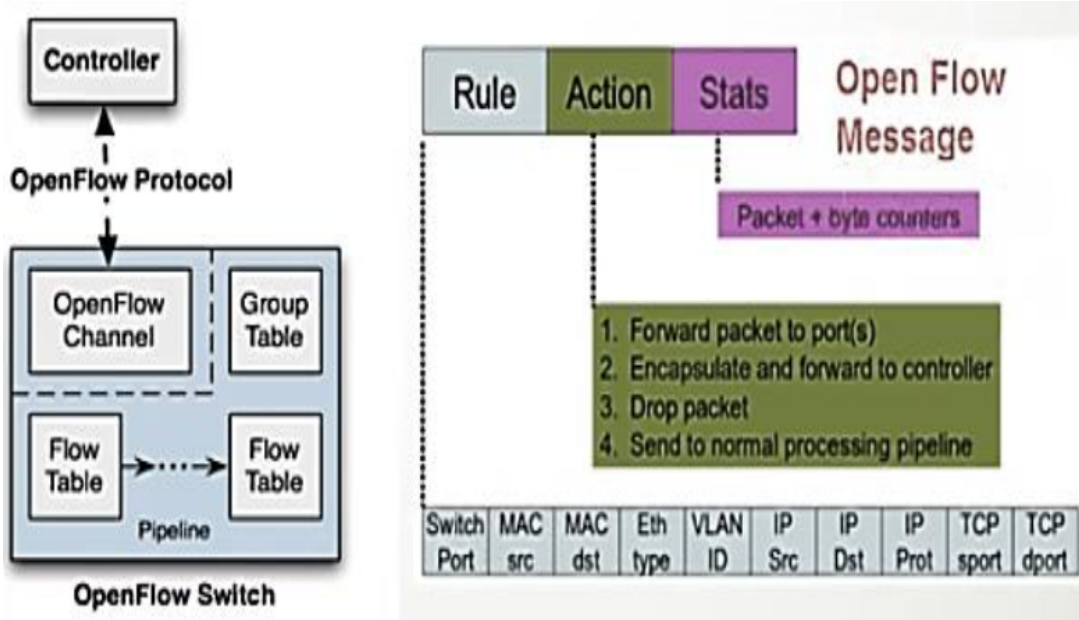 Controller
OpenFlow Protocol
OpenFlow
Channel
Group
Table
Flow
Table
Flow
Table
Pipeline
OpenFlow Switch
Rule
Action
Stats
Open Flow
Message
Packet + byte counters
1. Forward packet to port(s)
2. Encapsulate and forward to controller
3. Drop packet
4. Send to normal processing pipeline
Switch
Port
MAC
src
MAC
dst
Eth
type
VLAN
ID
IP
Src
IP
Dst
IP
Prot
TCP
sport
TCP
dport